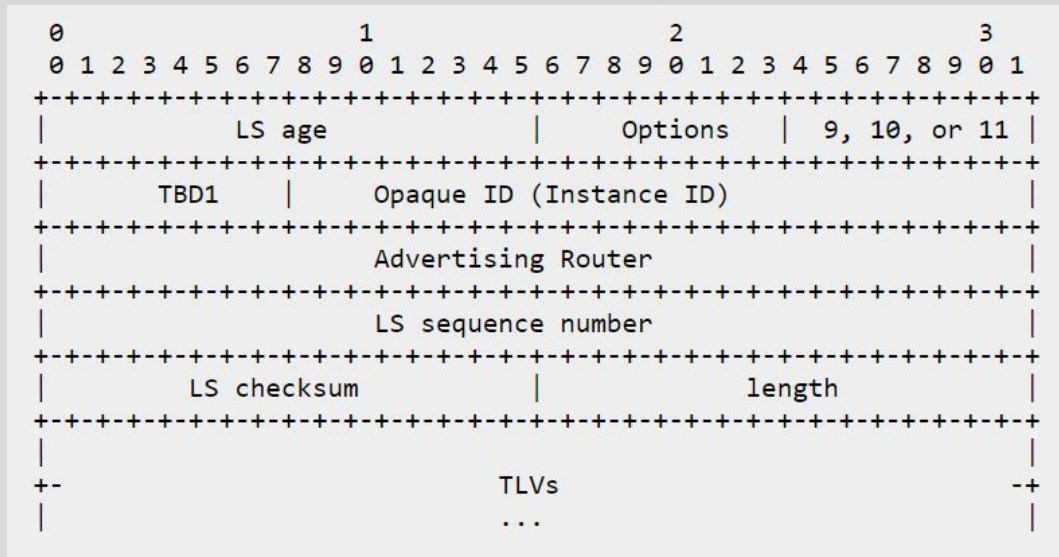 0                   1                   2                   3
 0 1 2 3 4 5 6 7 8 9 0 1 2 3 4 5 6 7 8 9 0 1 2 3 4 5 6 7 8 9 0 1
+-+-+-+-+-+-+-+-+-+-+-+-+-+-+-+-+-+-+-+-+-+-+-+-+-+-+-+-+-+-+-+-+
|            LS age             |     Options   |  9, 10, or 11 |
+-+-+-+-+-+-+-+-+-+-+-+-+-+-+-+-+-+-+-+-+-+-+-+-+-+-+-+-+-+-+-+-+
|       TBD1    |     Opaque ID (Instance ID)                   |
+-+-+-+-+-+-+-+-+-+-+-+-+-+-+-+-+-+-+-+-+-+-+-+-+-+-+-+-+-+-+-+-+
|                     Advertising Router                        |
+-+-+-+-+-+-+-+-+-+-+-+-+-+-+-+-+-+-+-+-+-+-+-+-+-+-+-+-+-+-+-+-+
|                     LS sequence number                        |
+-+-+-+-+-+-+-+-+-+-+-+-+-+-+-+-+-+-+-+-+-+-+-+-+-+-+-+-+-+-+-+-+
|         LS checksum           |             length            |
+-+-+-+-+-+-+-+-+-+-+-+-+-+-+-+-+-+-+-+-+-+-+-+-+-+-+-+-+-+-+-+-+
|                                                               |
+-                            TLVs                             -+
|                             ...                               |